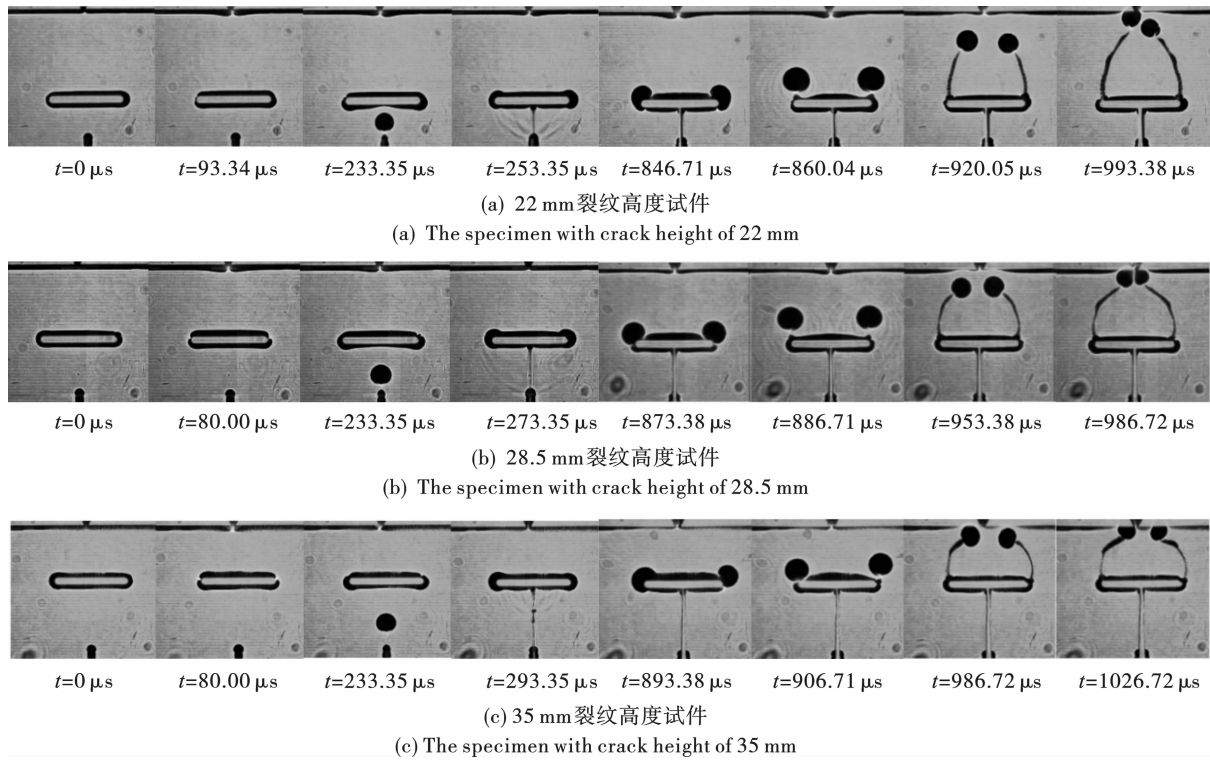 t=0 μs t=93.34 μs t=233.35 μs t=253.35 μs t=846.71 μs t=860.04 μs t=920.05 μs t=993.38 μs
(a) 22 mm裂纹高度试件
(a) The specimen with crack height of 22 mm
t=0 μs t=80.00 μs t=233.35 μs t=273.35 μs t=873.38 μs t=886.71 μs t=953.38 μs t=986.72 μs
(b) 28.5 mm裂纹高度试件
(b) The specimen with crack height of 28.5 mm
t=0 μs t=80.00 μs t=233.35 μs t=293.35 μs t=893.38 μs t=906.71 μs t=986.72 μs t=1026.72 μs
(c) 35 mm裂纹高度试件
(c) The specimen with crack height of 35 mm